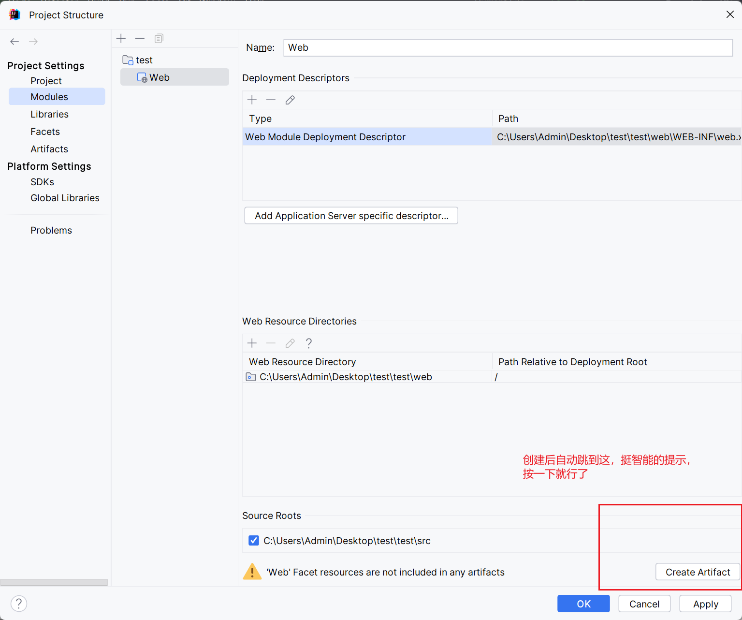 Project Structure
Project Settings
Project
Modules
Libraries
Facets
Artifacts
Platform Settings
SDKs
Global Libraries
Problems
test
Web
Name: Web
Deployment Descriptors
Type Path
Web Module Deployment Descriptor C:\Users\Admin\Desktop\test\test\web\WEB-INF\web.x
Add Application Server specific descriptor...
Web Resource Directories
Web Resource Directory Path Relative to Deployment Root
C:\Users\Admin\Desktop\test\test\web /
创建后自动跳到这，挺智能的提示，
按一下就行了
Source Roots
C:\Users\Admin\Desktop\test\test\src
'Web' Facet resources are not included in any artifacts
Create Artifact
? OK Cancel Apply